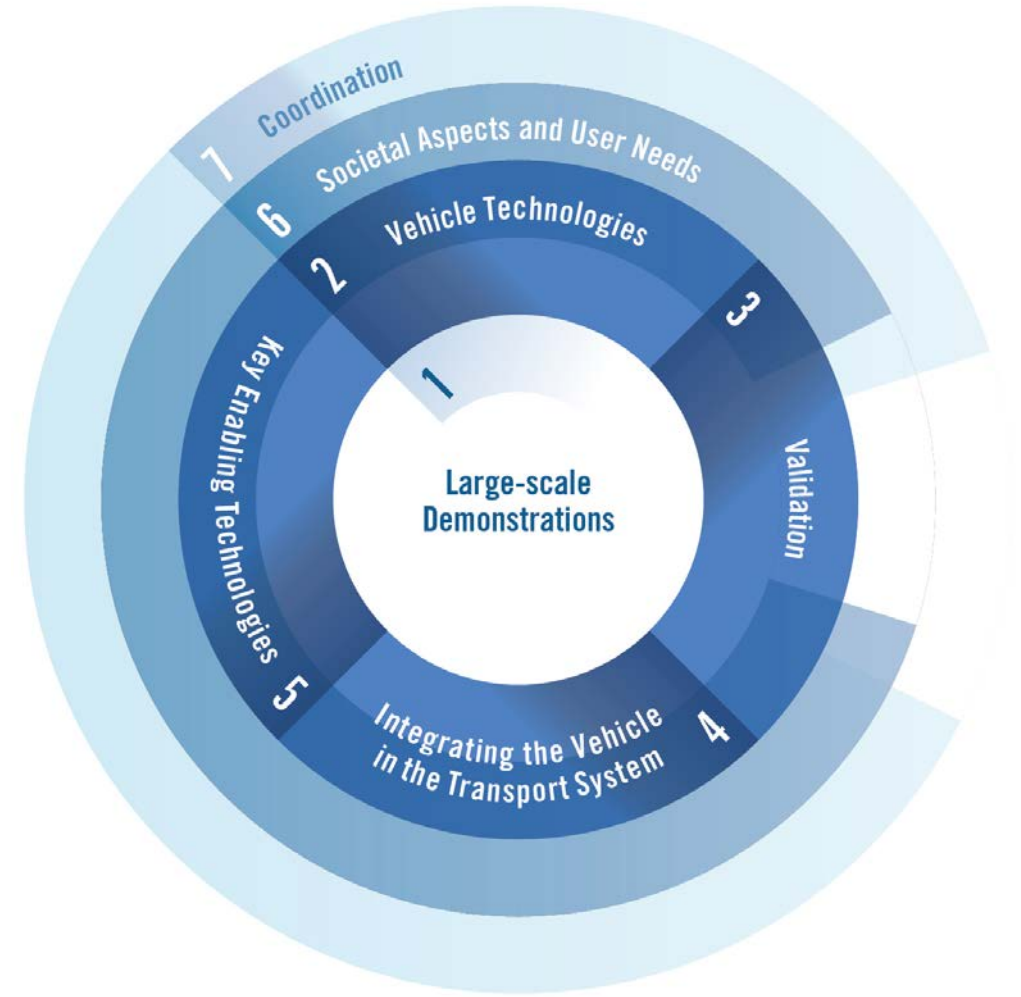 7 Coordination
6 Societal Aspects and User Needs
2 Vehicle Technologies
3
Validation
1
Large-scale
Demonstrations
Key Enabling Technologies
5
Integrating the Vehicle
in the Transport System
4